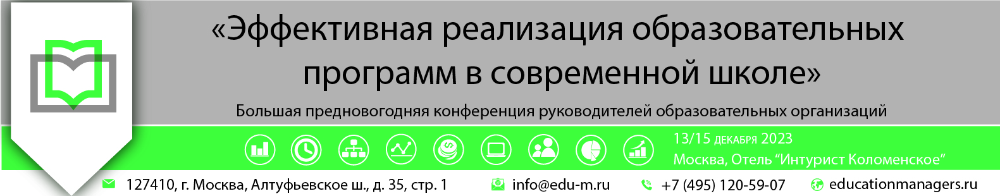 «Эффективная реализация образовательных
программ в современной школе»
Большая предновогодняя конференция руководителей образовательных организаций
13/15 ДЕКАБРЯ 2023
Москва, Отель “Интурист Коломенское”
127410, г. Москва, Алтуфьевское ш., д. 35, стр. 1
info@edu-m.ru
+7 (495) 120-59-07
educationmanagers.ru